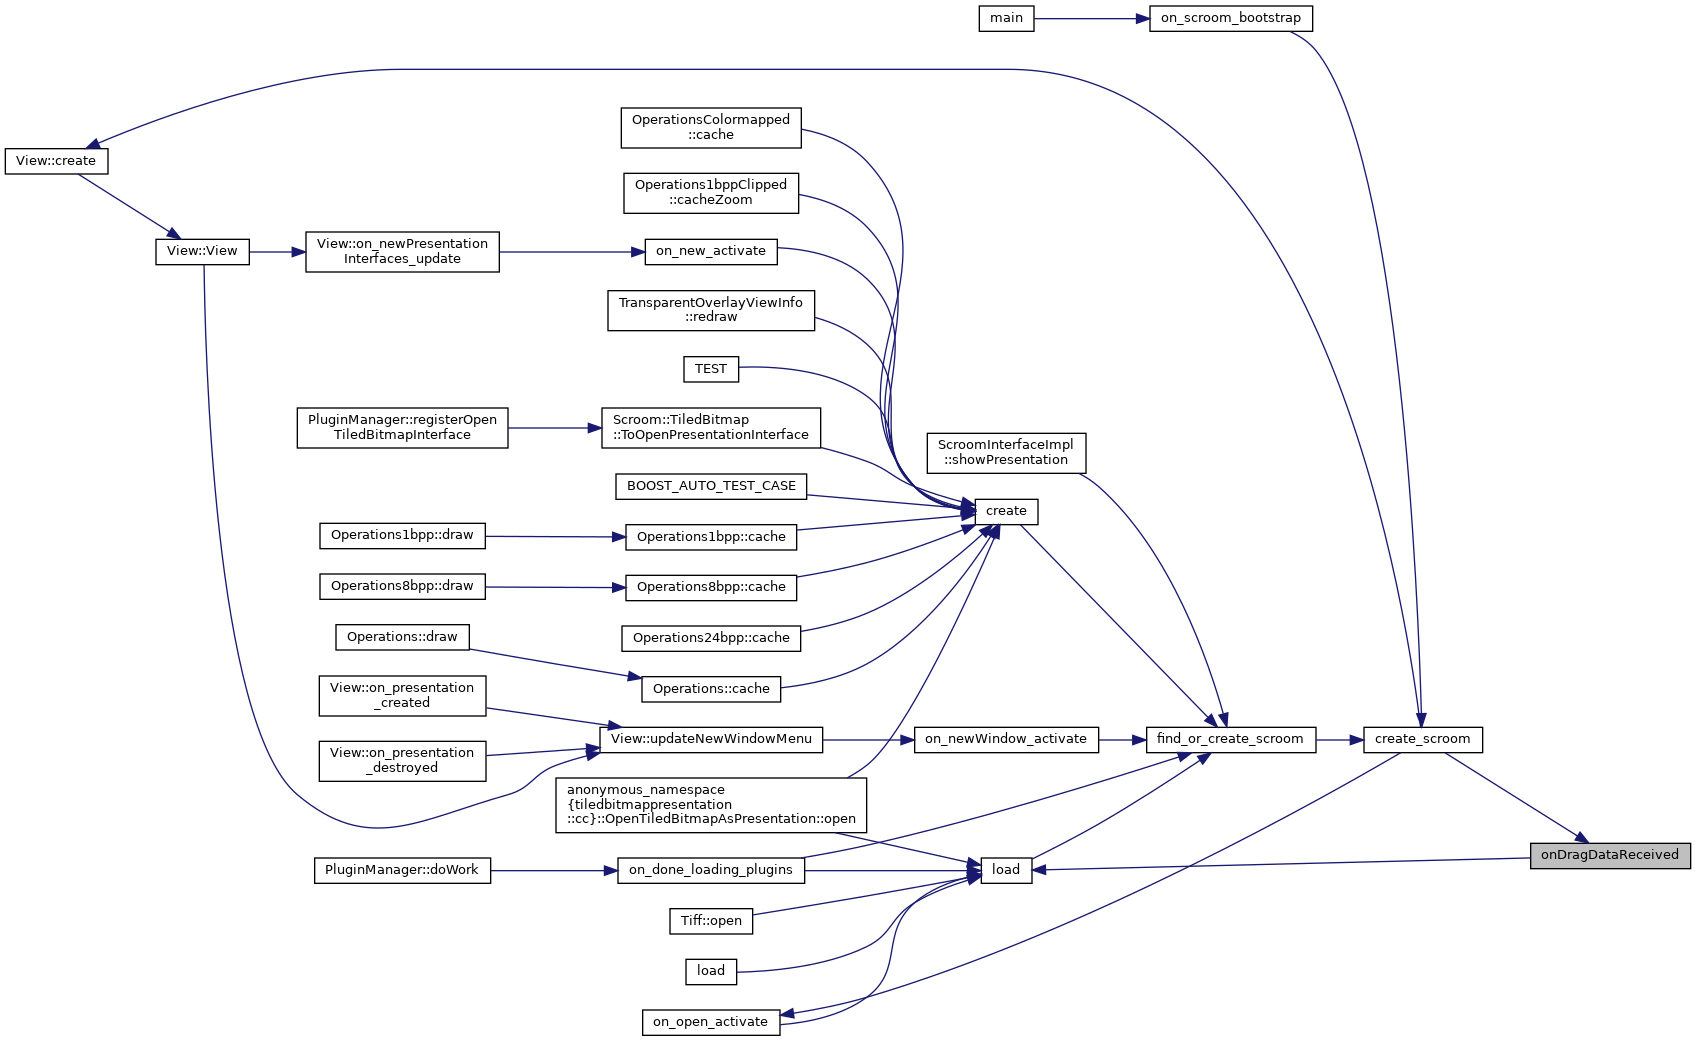 main
on_scroom_bootstrap
OperationsColormapped
::cache
View::create
Operations1bppClipped
::cacheZoom
View::View
View::on_newPresentation
Interfaces_update
on_new_activate
TransparentOverlayViewInfo
::redraw
TEST
PluginManager::registerOpen
TiledBitmapInterface
Scroom::TiledBitmap
::ToOpenPresentationInterface
ScroomInterfaceImpl
::showPresentation
BOOST_AUTO_TEST_CASE
create
Operations1bpp::draw
Operations1bpp::cache
Operations8bpp::draw
Operations8bpp::cache
Operations::draw
Operations24bpp::cache
View::on_presentation
_created
Operations::cache
View::on_presentation
_destroyed
View::updateNewWindowMenu
on_newWindow_activate
find_or_create_scroom
create_scroom
anonymous_namespace
{tiledbitmappresentation
::cc}::OpenTiledBitmapAsPresentation::open
onDragDataReceived
PluginManager::doWork
on_done_loading_plugins
load
Tiff::open
load
on_open_activate